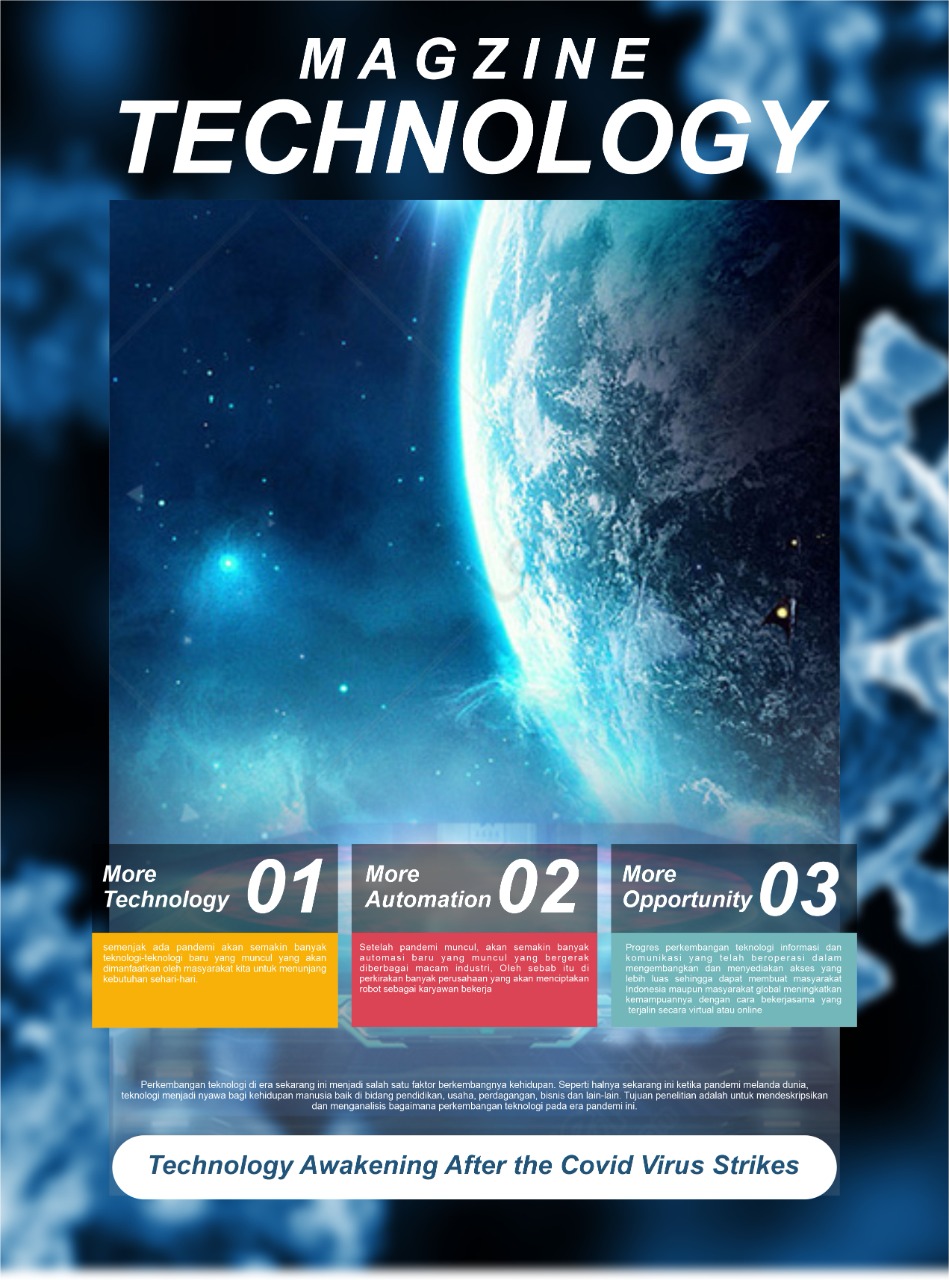 MAGZINE
TECHNOLOGY
More
Technology
01
semenjak ada pandemi akan semakin banyak
teknologi-teknologi baru yang muncul yang akan
dimanfaatkan oleh masyarakat kita untuk menunjang
kebutuhan sehari-hari.
More
Automation
02
Setelah pandemi muncul, akan semakin banyak
automasi baru yang muncul yang bergerak
diberbagai macam industri, Oleh sebab itu di
perkirakan banyak perusahaan yang akan menciptakan
robot sebagai karyawan bekerja
More
Opportunity
03
Progres perkembangan teknologi informasi dan
komunikasi yang telah beroperasi dalam
mengembangkan dan menyediakan akses yang
lebih luas sehingga dapat membuat masyarakat
Indonesia maupun masyarakat global meningkatkan
kemampuannya dengan cara bekerjasama yang
terjalin secara virtual atau online
Perkembangan teknologi di era sekarang ini menjadi salah satu faktor berkembangnya kehidupan. Seperti halnya sekarang ini ketika pandemi melanda dunia,
teknologi menjadi nyawa bagi kehidupan manusia baik di bidang pendidikan, usaha, perdagangan, bisnis dan lain-lain. Tujuan penelitian adalah untuk mendeskripsikan
dan menganalisis bagaimana perkembangan teknologi pada era pandemi ini.
Technology Awakening After the Covid Virus Strikes